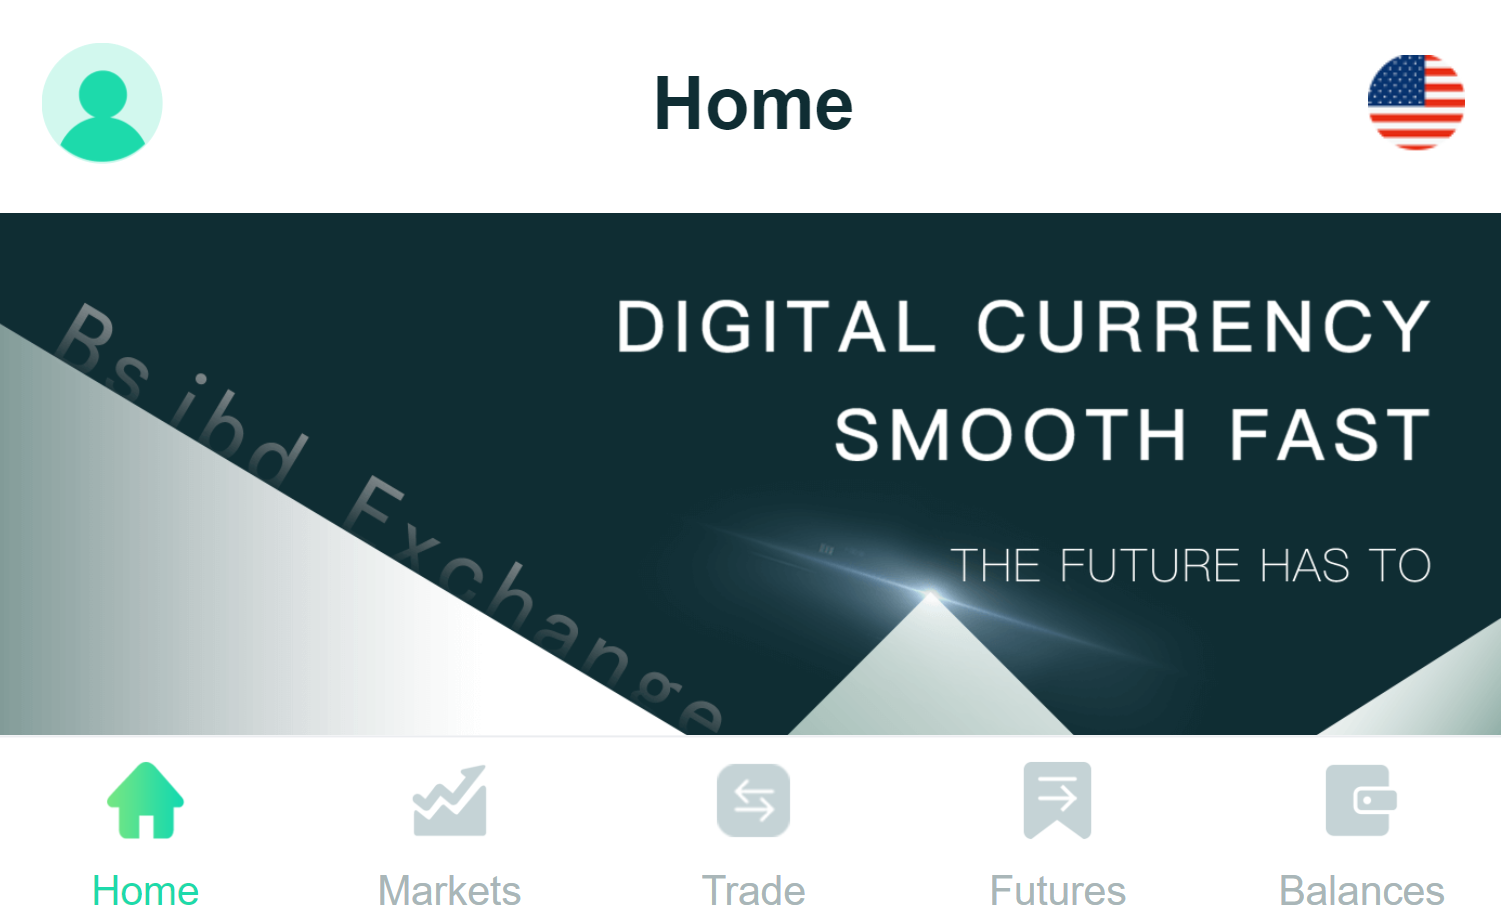 Home
DIGITAL CURRENCY
SMOOTH FAST
THE FUTURE HAS TO
Bs ibd Exchange
Home
Markets
Trade
Futures
Balances